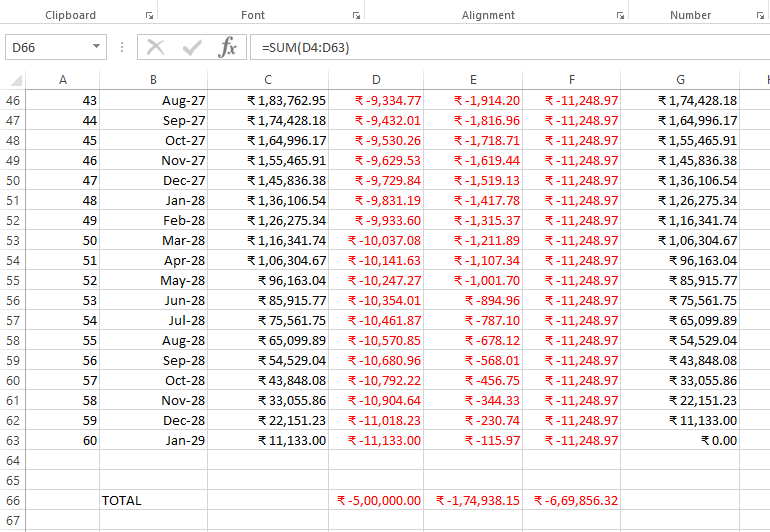 Clipboard Font Alignment Number
D66 fx =SUM(D4:D63)
A B C D E F G
46 43 Aug-27 ₹ 1,83,762.95 ₹ -9,334.77 ₹ -1,914.20 ₹ -11,248.97 ₹ 1,74,428.18
47 44 Sep-27 ₹ 1,74,428.18 ₹ -9,432.01 ₹ -1,816.96 ₹ -11,248.97 ₹ 1,64,996.17
48 45 Oct-27 ₹ 1,64,996.17 ₹ -9,530.26 ₹ -1,718.71 ₹ -11,248.97 ₹ 1,55,465.91
49 46 Nov-27 ₹ 1,55,465.91 ₹ -9,629.53 ₹ -1,619.44 ₹ -11,248.97 ₹ 1,45,836.38
50 47 Dec-27 ₹ 1,45,836.38 ₹ -9,729.84 ₹ -1,519.13 ₹ -11,248.97 ₹ 1,36,106.54
51 48 Jan-28 ₹ 1,36,106.54 ₹ -9,831.19 ₹ -1,417.78 ₹ -11,248.97 ₹ 1,26,275.34
52 49 Feb-28 ₹ 1,26,275.34 ₹ -9,933.60 ₹ -1,315.37 ₹ -11,248.97 ₹ 1,16,341.74
53 50 Mar-28 ₹ 1,16,341.74 ₹ -10,037.08 ₹ -1,211.89 ₹ -11,248.97 ₹ 1,06,304.67
54 51 Apr-28 ₹ 1,06,304.67 ₹ -10,141.63 ₹ -1,107.34 ₹ -11,248.97 ₹ 96,163.04
55 52 May-28 ₹ 96,163.04 ₹ -10,247.27 ₹ -1,001.70 ₹ -11,248.97 ₹ 85,915.77
56 53 Jun-28 ₹ 85,915.77 ₹ -10,354.01 ₹ -894.96 ₹ -11,248.97 ₹ 75,561.75
57 54 Jul-28 ₹ 75,561.75 ₹ -10,461.87 ₹ -787.10 ₹ -11,248.97 ₹ 65,099.89
58 55 Aug-28 ₹ 65,099.89 ₹ -10,570.85 ₹ -678.12 ₹ -11,248.97 ₹ 54,529.04
59 56 Sep-28 ₹ 54,529.04 ₹ -10,680.96 ₹ -568.01 ₹ -11,248.97 ₹ 43,848.08
60 57 Oct-28 ₹ 43,848.08 ₹ -10,792.22 ₹ -456.75 ₹ -11,248.97 ₹ 33,055.86
61 58 Nov-28 ₹ 33,055.86 ₹ -10,904.64 ₹ -344.33 ₹ -11,248.97 ₹ 22,151.23
62 59 Dec-28 ₹ 22,151.23 ₹ -11,018.23 ₹ -230.74 ₹ -11,248.97 ₹ 11,133.00
63 60 Jan-29 ₹ 11,133.00 ₹ -11,133.00 ₹ -115.97 ₹ -11,248.97 ₹ 0.00
64
65
66 TOTAL ₹ -5,00,000.00 ₹ -1,74,938.15 ₹ -6,69,856.32
67